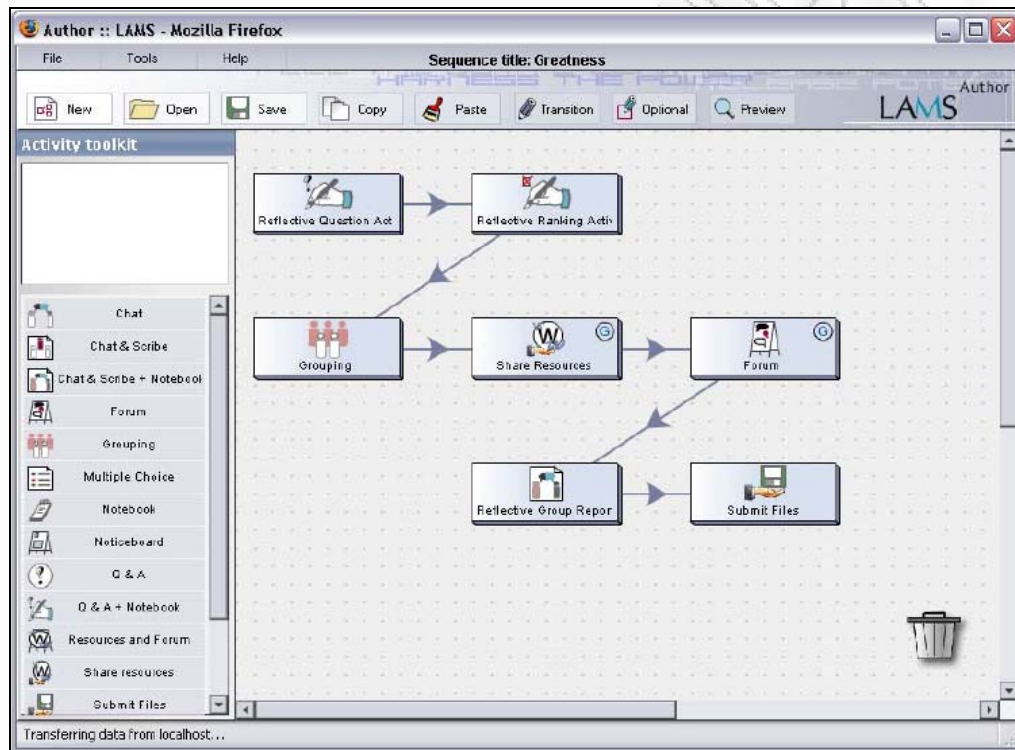 Author :: LAMS - Mozilla Firefox
File Tools Help Sequence title: Greatness
HARNESS THE POWER
New Open Save Copy Paste Transition Optional Preview LAMS Author
Activity toolkit
Reflective Question Act
Reflective Ranking Activ
Chat
Chat & Scribe
Chat & Scribe + Notebook
Forum
Grouping
Multiple Choice
Notebook
Noticeboard
Q & A
Q & A + Notebook
Resources and Forum
Share resources
Submit Files
Grouping
Share Resources
G
Forum
G
Reflective Group Repor
Submit Files
Transferring data from localhost...